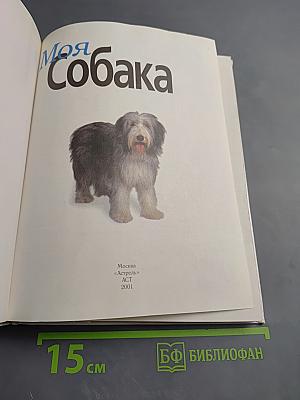 Моя
Собака
Москва
«Астрель»
АСТ
2001
15 см
БФ БИБЛИОФАН